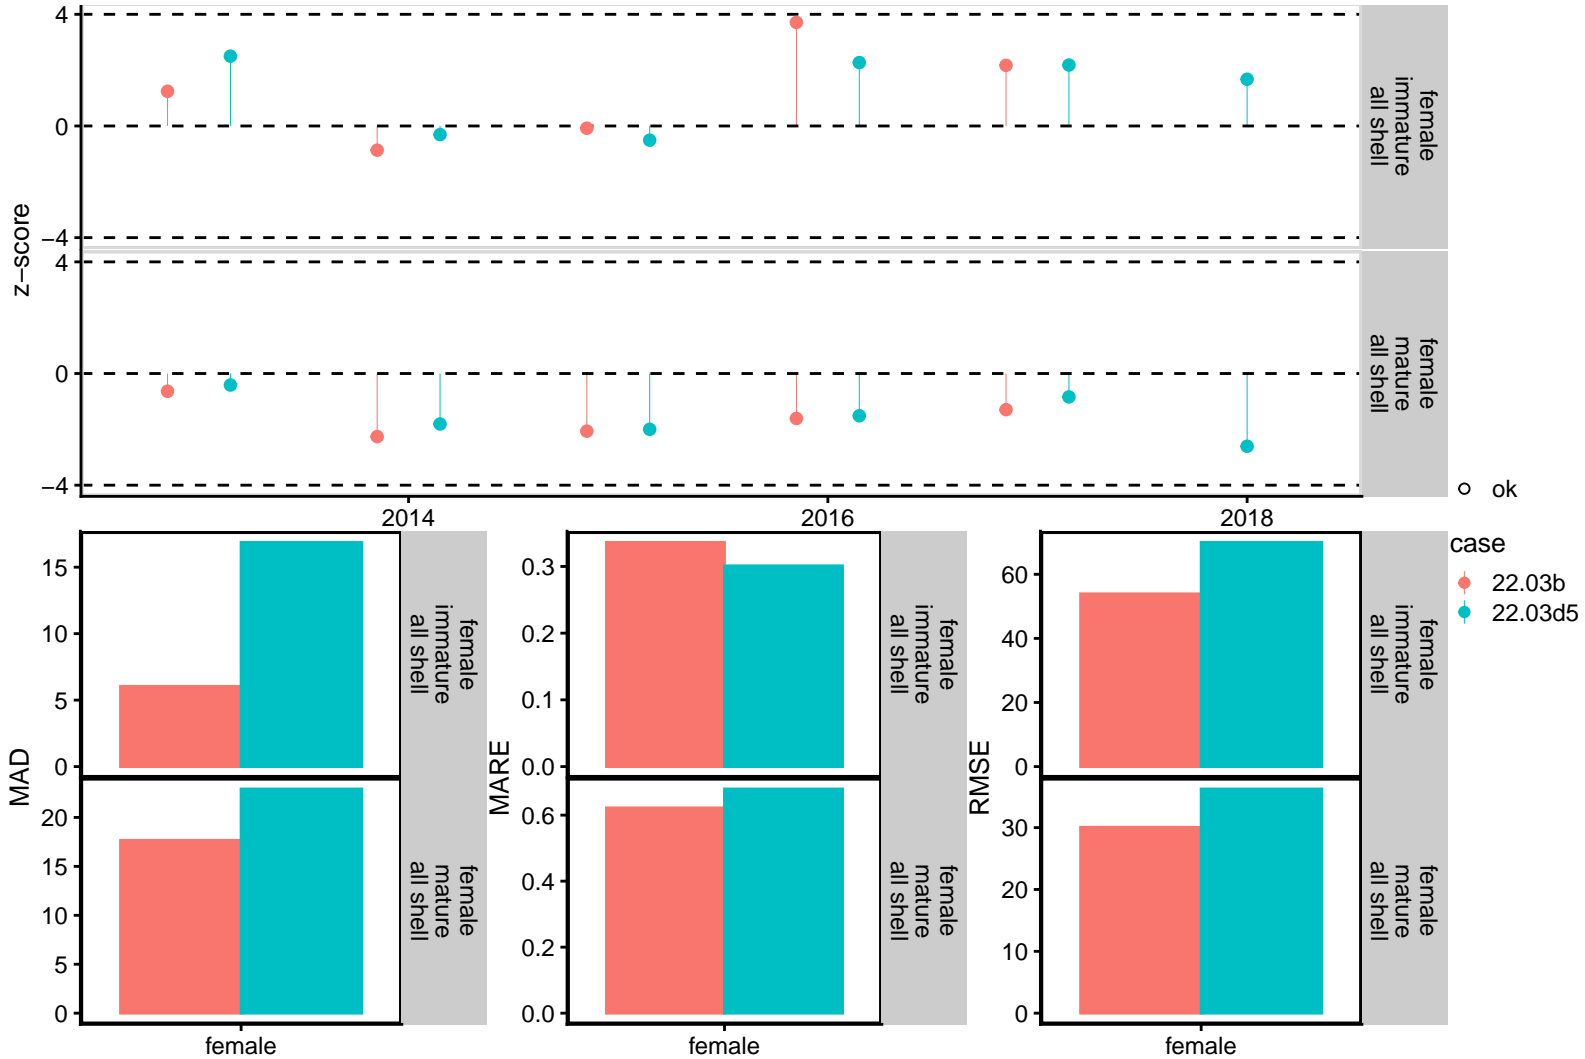 z−score
4
0
−4
female
immature
all shell
4
0
−4
female
mature
all shell
2014
2016
2018
ok
case
22.03b
22.03d5
MAD
15
10
5
0
female
immature
all shell
20
15
10
5
0
female
mature
all shell
female
MARE
0.3
0.2
0.1
0.0
female
immature
all shell
0.6
0.4
0.2
0.0
female
mature
all shell
female
RMSE
60
40
20
0
female
immature
all shell
30
20
10
0
female
mature
all shell
female